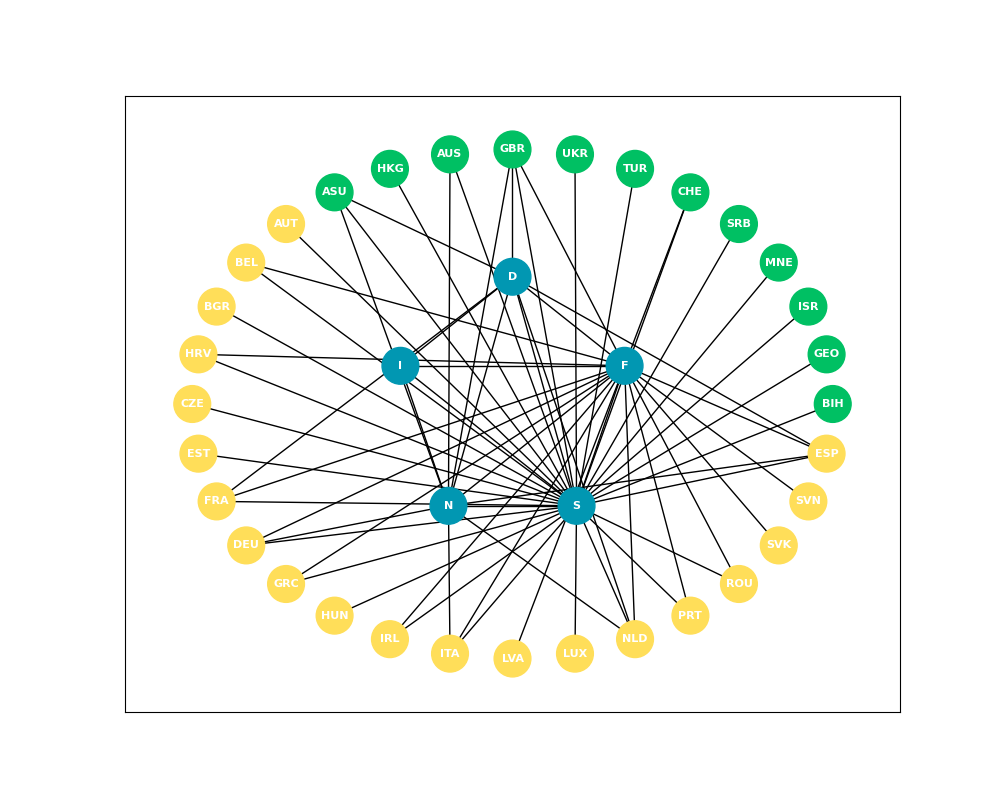 GBR
AUS
UKR
HKG
TUR
ASU
CHE
AUT
SRB
BEL
MNE
D
BGR
ISR
HRV
GEO
I
F
CZE
BIH
EST
ESP
FRA
SVN
N
S
DEU
SVK
GRC
ROU
HUN
PRT
IRL
NLD
ITA
LUX
LVA